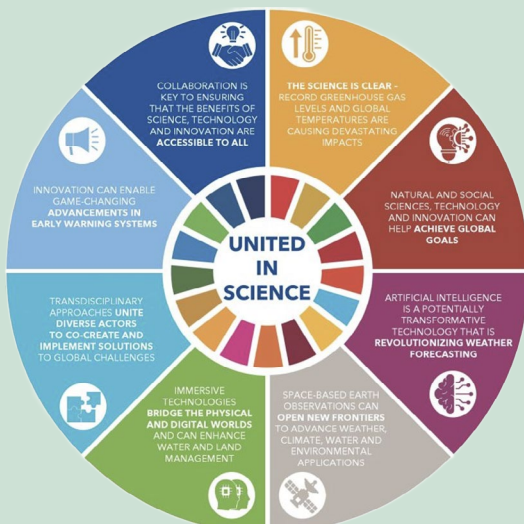 THE SCIENCE IS CLEAR -
RECORD GREENHOUSE GAS
LEVELS AND GLOBAL
TEMPERATURES ARE
CAUSING DEVASTATING
IMPACTS
NATURAL AND SOCIAL
SCIENCES, TECHNOLOGY
AND INNOVATION CAN
HELP ACHIEVE GLOBAL
GOALS
ARTIFICIAL INTELLIGENCE
IS A POTENTIALLY
TRANSFORMATIVE
TECHNOLOGY THAT IS
REVOLUTIONIZING WEATHER
FORECASTING
SPACE-BASED EARTH
OBSERVATIONS CAN
OPEN NEW FRONTIERS
TO ADVANCE WEATHER,
CLIMATE, WATER AND
ENVIRONMENTAL
APPLICATIONS
IMMERSIVE
TECHNOLOGIES
BRIDGE THE PHYSICAL
AND DIGITAL WORLDS
AND CAN ENHANCE
WATER AND LAND
MANAGEMENT
TRANSDISCIPLINARY
APPROACHES UNITE
DIVERSE ACTORS
TO CO-CREATE AND
IMPLEMENT SOLUTIONS
TO GLOBAL CHALLENGES
INNOVATION CAN ENABLE
GAME-CHANGING
ADVANCEMENTS IN
EARLY WARNING SYSTEMS
COLLABORATION IS
KEY TO ENSURING
THAT THE BENEFITS OF
SCIENCE, TECHNOLOGY
AND INNOVATION ARE
ACCESSIBLE TO ALL
UNITED
IN
SCIENCE